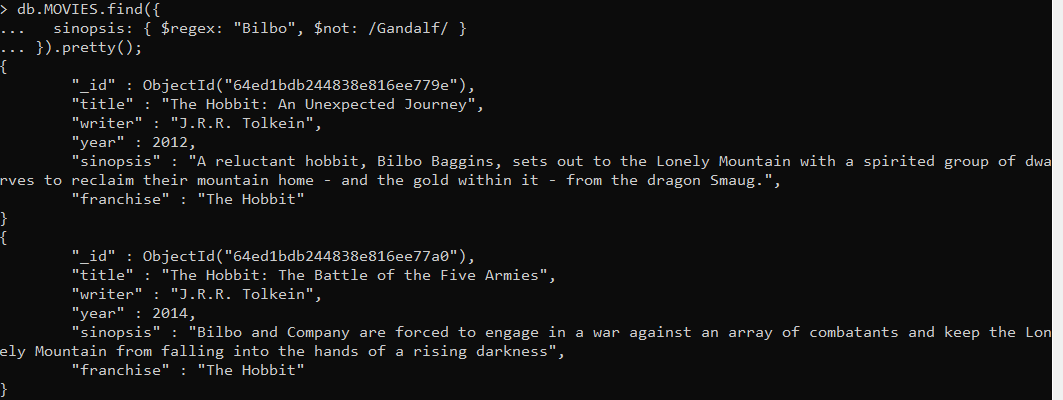 > db.MOVIES.find({
...   sinopsis: { $regex: "Bilbo", $not: /Gandalf/ }
... }).pretty();
{
        "_id" : ObjectId("64ed1bdb244838e816ee779e"),
        "title" : "The Hobbit: An Unexpected Journey",
        "writer" : "J.R.R. Tolkein",
        "year" : 2012,
        "sinopsis" : "A reluctant hobbit, Bilbo Baggins, sets out to the Lonely Mountain with a spirited group of dwa
rves to reclaim their mountain home - and the gold within it - from the dragon Smaug.",
        "franchise" : "The Hobbit"
}
{
        "_id" : ObjectId("64ed1bdb244838e816ee77a0"),
        "title" : "The Hobbit: The Battle of the Five Armies",
        "writer" : "J.R.R. Tolkein",
        "year" : 2014,
        "sinopsis" : "Bilbo and Company are forced to engage in a war against an array of combatants and keep the Lon
ely Mountain from falling into the hands of a rising darkness",
        "franchise" : "The Hobbit"
}